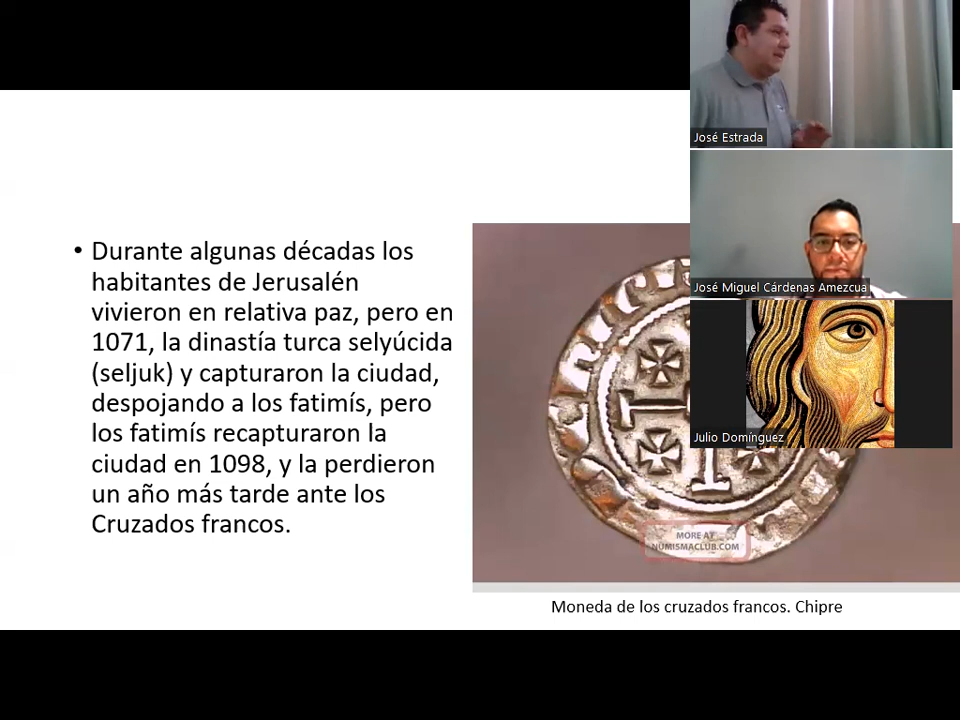 • Durante algunas décadas los
habitantes de Jerusalén
vivieron en relativa paz, pero en
1071, la dinastía turca selyúcida
(seljuk) y capturaron la ciudad,
despojando a los fatimís, pero
los fatimís recapturaron la
ciudad en 1098, y la perdieron
un año más tarde ante los
Cruzados francos.
MORE AT
NUMISMACLUB.COM
Moneda de los cruzados francos. Chipre
José Estrada
José Miguel Cárdenas Amezcua
Julio Domínguez